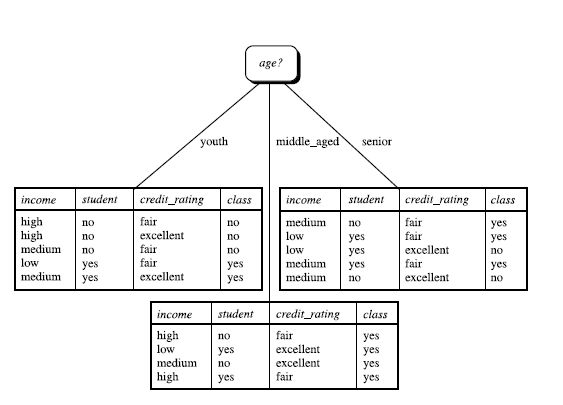 age?
youth
middle_aged
senior
income student credit_rating class
high no fair no
high no excellent no
medium no fair no
low yes fair yes
medium yes excellent yes
income student credit_rating class
medium no fair yes
low yes fair yes
low yes excellent no
medium yes fair yes
medium no excellent no
income student credit_rating class
high no fair yes
low yes excellent yes
medium no excellent yes
high yes fair yes